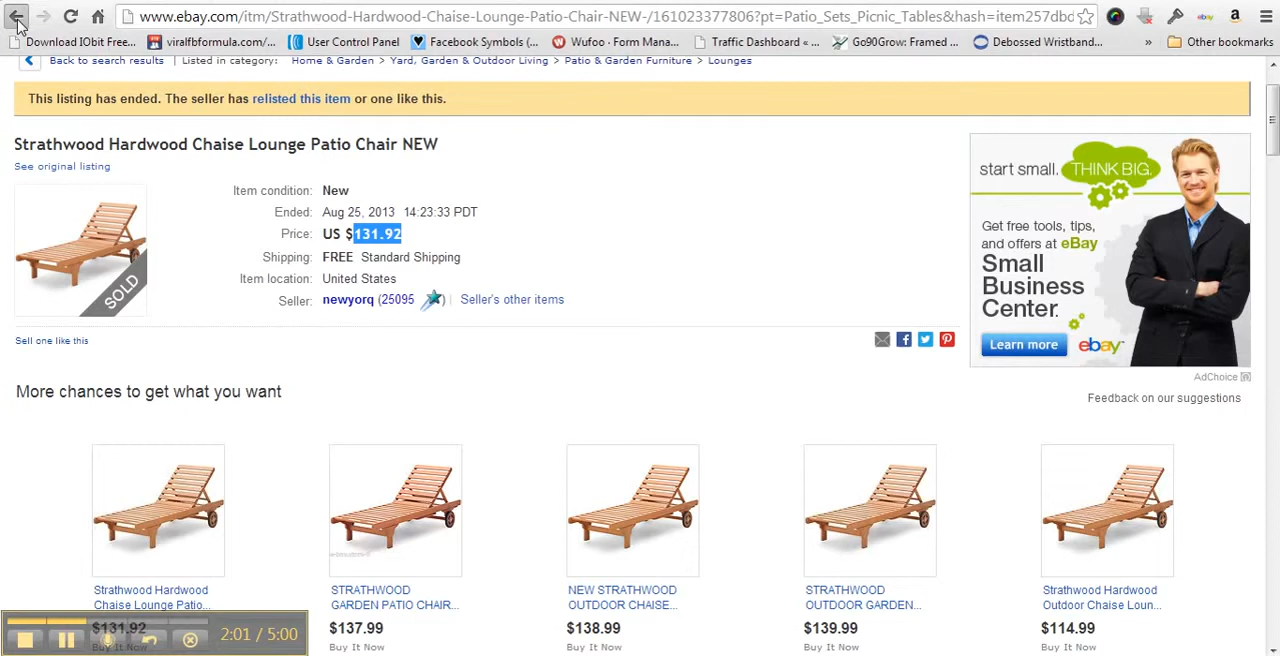 www.ebay.com/itm/Strathwood-Hardwood-Chaise-Lounge-Patio-Chair-NEW-/161023377806?pt=Patio_Sets_Picnic_Tables&hash=item257dbd
Download IObit Free... viralfbformula.com/... User Control Panel Facebook Symbols (... Wufoo - Form Mana... Traffic Dashboard «... Go90Grow: Framed ... Debossed Wristband... » Other bookmarks
Back to search results | Listed in category: Home & Garden > Yard, Garden & Outdoor Living > Patio & Garden Furniture > Lounges
This listing has ended. The seller has relisted this item or one like this.
Strathwood Hardwood Chaise Lounge Patio Chair NEW
See original listing
SOLD
Item condition: New
Ended: Aug 25, 2013 14:23:33 PDT
Price: US $131.92
Shipping: FREE Standard Shipping
Item location: United States
Seller: newyorq (25095 ) | Seller's other items
Sell one like this
start small. THINK BIG.
Get free tools, tips,
and offers at eBay
Small
Business
Center.
Learn more ebay
AdChoice
More chances to get what you want
Feedback on our suggestions
Strathwood Hardwood
Chaise Lounge Patio...
$131.92
Buy It Now
STRATHWOOD
GARDEN PATIO CHAIR...
$137.99
Buy It Now
NEW STRATHWOOD
OUTDOOR CHAISE...
$138.99
Buy It Now
STRATHWOOD
OUTDOOR GARDEN...
$139.99
Buy It Now
Strathwood Hardwood
Outdoor Chaise Loun...
$114.99
Buy It Now
2:01 / 5:00